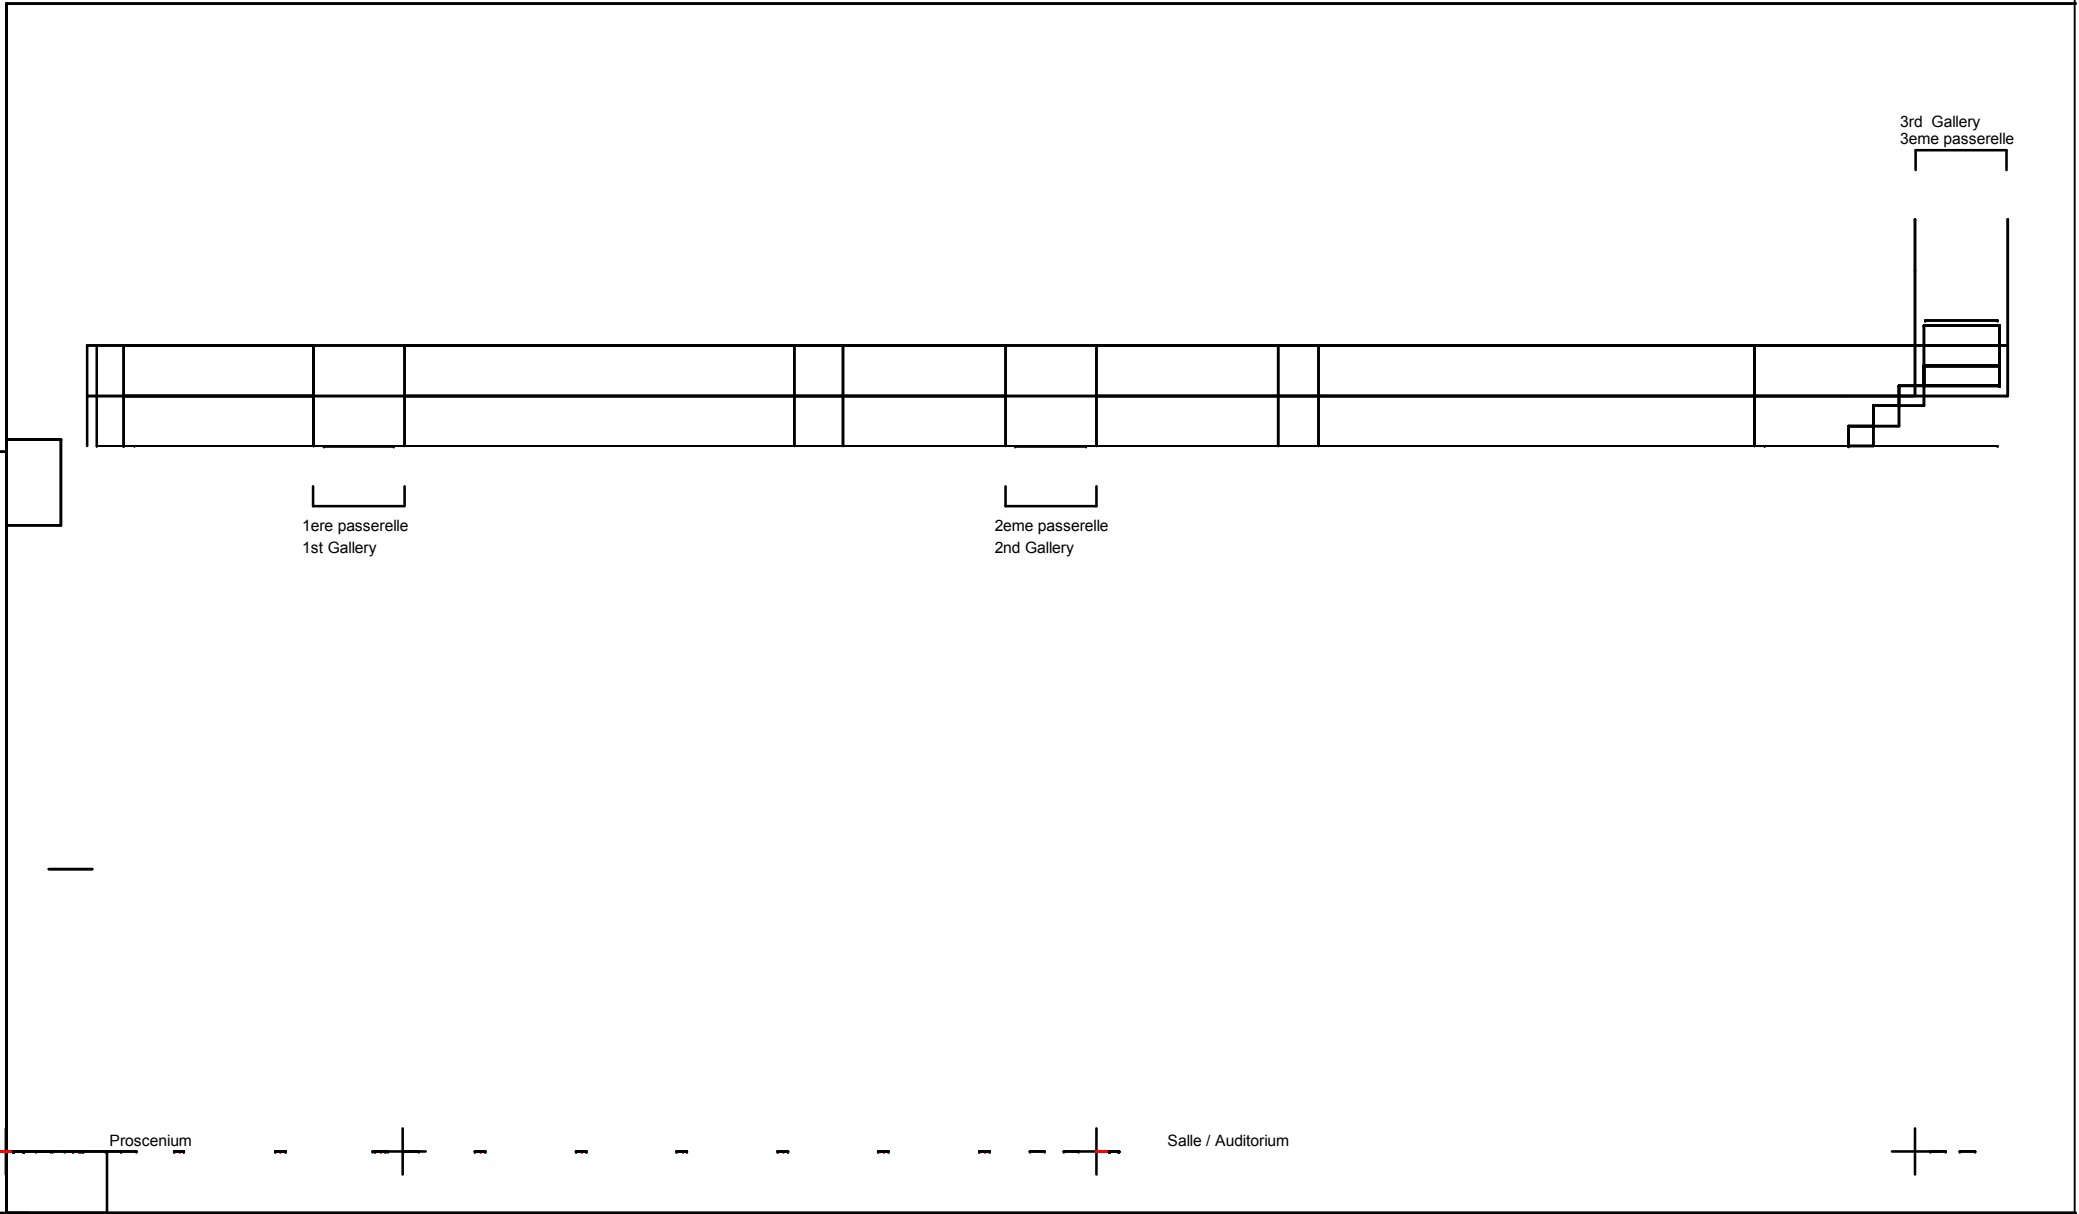 3rd  Gallery
3eme passerelle
1ere passerelle
1st Gallery
2eme passerelle
2nd Gallery
Proscenium
Salle / Auditorium